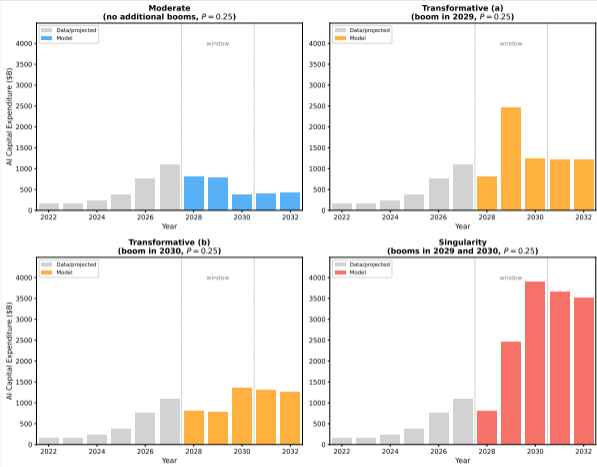 Moderate
(no additional booms, P = 0.25)
Data/projected
Model
window
AI Capital Expenditure ($B)
4000
3500
3000
2500
2000
1500
1000
500
0
2022 2024 2026 2028 2030 2032
Year
Transformative (a)
(boom in 2029, P = 0.25)
Data/projected
Model
window
4000
3500
3000
2500
2000
1500
1000
500
0
2022 2024 2026 2028 2030 2032
Year
Transformative (b)
(boom in 2030, P = 0.25)
Data/projected
Model
window
AI Capital Expenditure ($B)
4000
3500
3000
2500
2000
1500
1000
500
0
2022 2024 2026 2028 2030 2032
Year
Singularity
(booms in 2029 and 2030, P = 0.25)
Data/projected
Model
window
4000
3500
3000
2500
2000
1500
1000
500
0
2022 2024 2026 2028 2030 2032
Year